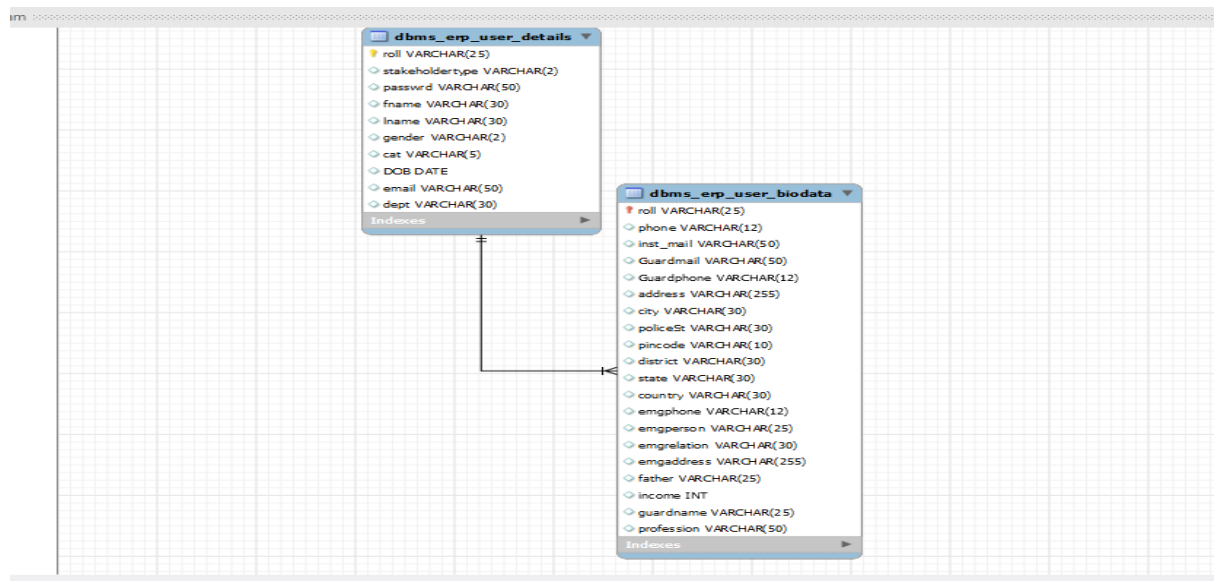 dbms_erp_user_details
roll VARCHAR(25)
stakeholdertype VARCHAR(2)
passwrd VARCHAR(50)
fname VARCHAR(30)
lname VARCHAR(30)
gender VARCHAR(2)
cat VARCHAR(5)
DOB DATE
email VARCHAR(50)
dept VARCHAR(30)
Indexes
dbms_erp_user_biodata
roll VARCHAR(25)
phone VARCHAR(12)
inst_mail VARCHAR(50)
Guardmail VARCHAR(50)
Guardphone VARCHAR(12)
address VARCHAR(255)
city VARCHAR(30)
policeSt VARCHAR(30)
pincode VARCHAR(10)
district VARCHAR(30)
state VARCHAR(30)
country VARCHAR(30)
emgphone VARCHAR(12)
emgperson VARCHAR(25)
emgrelation VARCHAR(30)
emgaddress VARCHAR(255)
father VARCHAR(25)
income INT
guardname VARCHAR(25)
profession VARCHAR(50)
Indexes